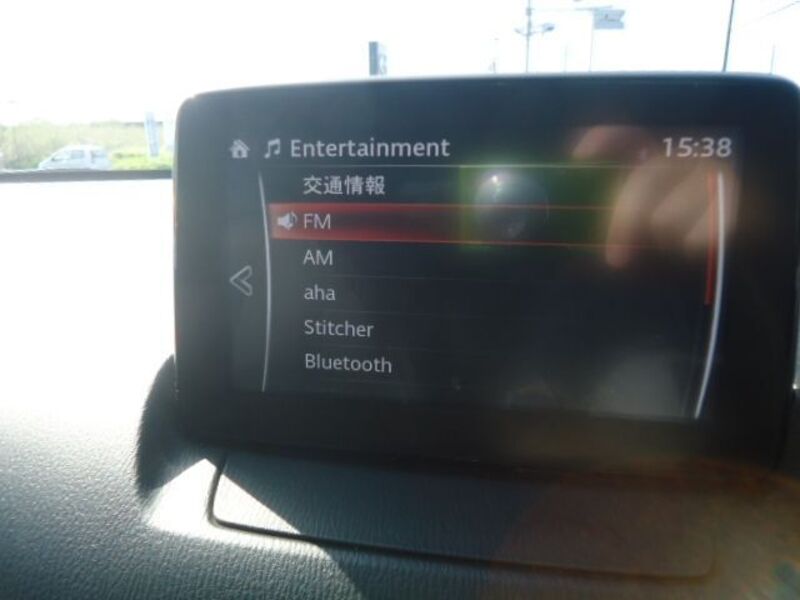 Entertainment 15:38
交通情報
FM
AM
aha
Stitcher
Bluetooth